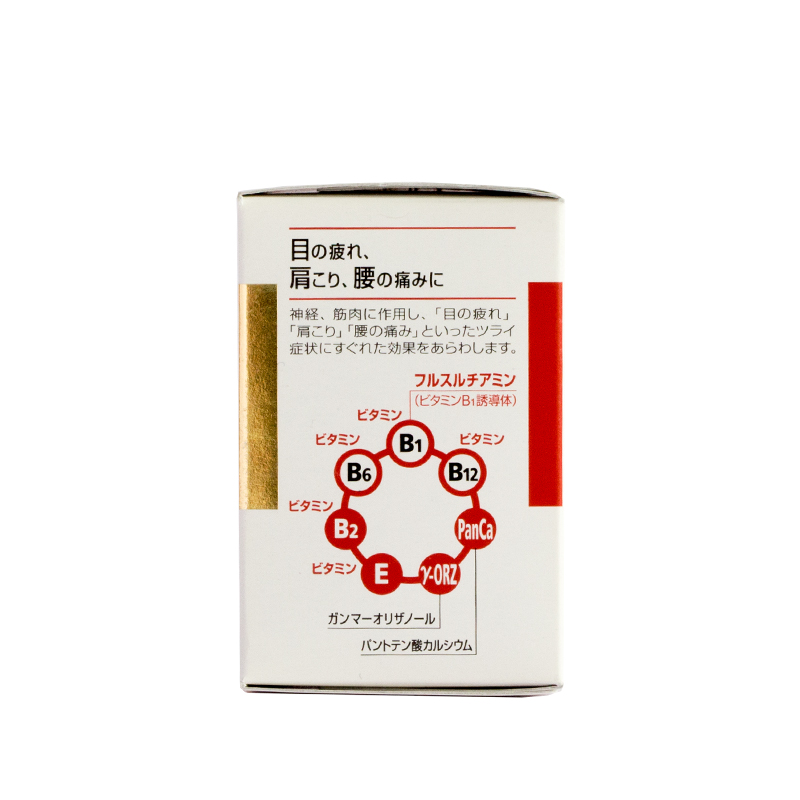 目の疲れ、
肩こり、腰の痛みに
神経、筋肉に作用し、「目の疲れ」
「肩こり」「腰の痛み」といったツライ
症状にすぐれた効果をあらわします。
フルスルチアミン
(ビタミンB1誘導体)
ビタミン
B1
ビタミン
B6
ビタミン
B12
ビタミン
B2
PanCa
ビタミン
E
γ-ORZ
ガンマーオリザノール
パントテン酸カルシウム